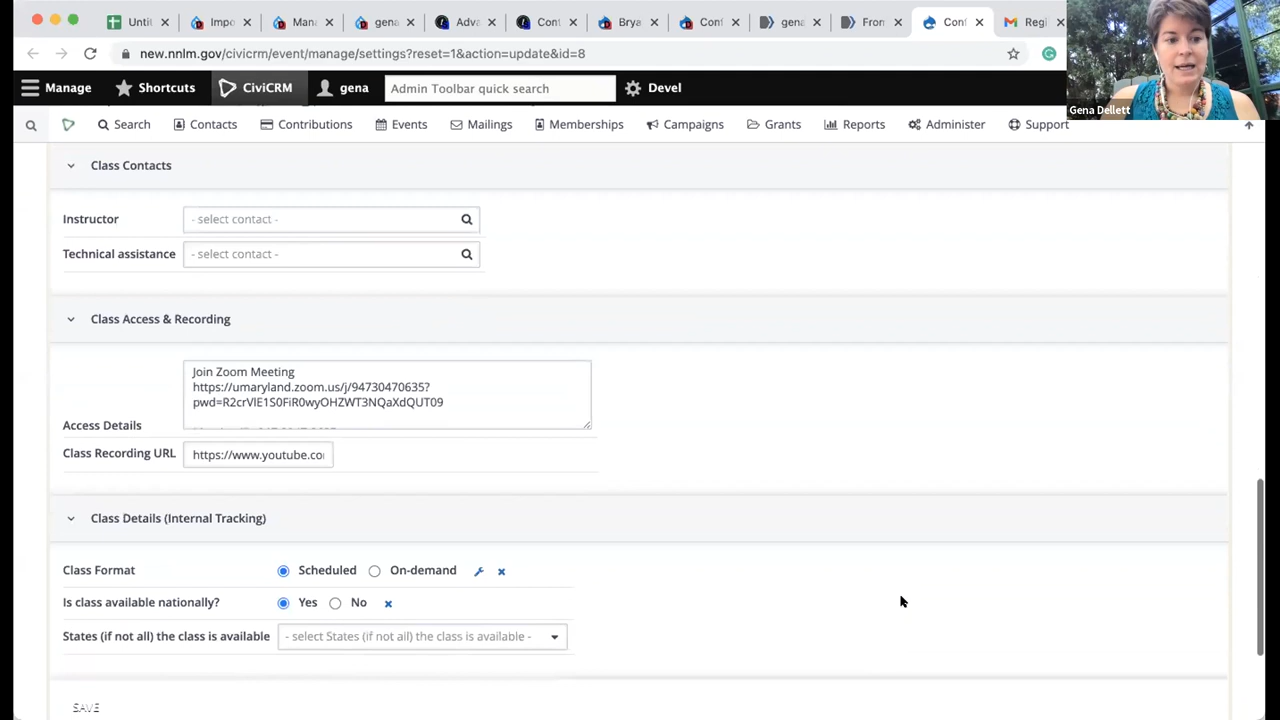 Untit
Impo
Mana
gena
Adva
Conf
Brya
Conf
gena
Fron
Conf
Regi
new.nnlm.gov/civicrm/event/manage/settings?reset=1&action=update&id=8
Manage
Shortcuts
CiviCRM
gena
Admin Toolbar quick search
Devel
Gena Dellett
Search
Contacts
Contributions
Events
Mailings
Memberships
Campaigns
Grants
Reports
Administer
Support
Class Contacts
Instructor - select contact -
Technical assistance - select contact -
Class Access & Recording
Join Zoom Meeting
https://umaryland.zoom.us/j/94730470635?
pwd=R2crVlE1S0FiR0wyOHZWT3NQaXdQUT09
Access Details
Class Recording URL https://www.youtube.co
Class Details (Internal Tracking)
Class Format Scheduled On-demand
Is class available nationally? Yes No
States (if not all) the class is available - select States (if not all) the class is available -
SAVE